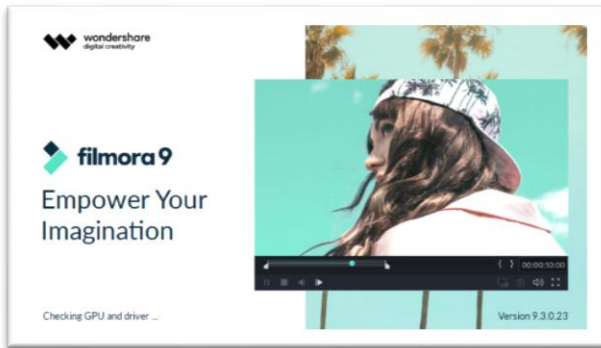 wondershare
digital creativity
filmora 9
Empower Your
Imagination
{ } 00:00:10:00
Checking GPU and driver ...
Version 9.3.0.23